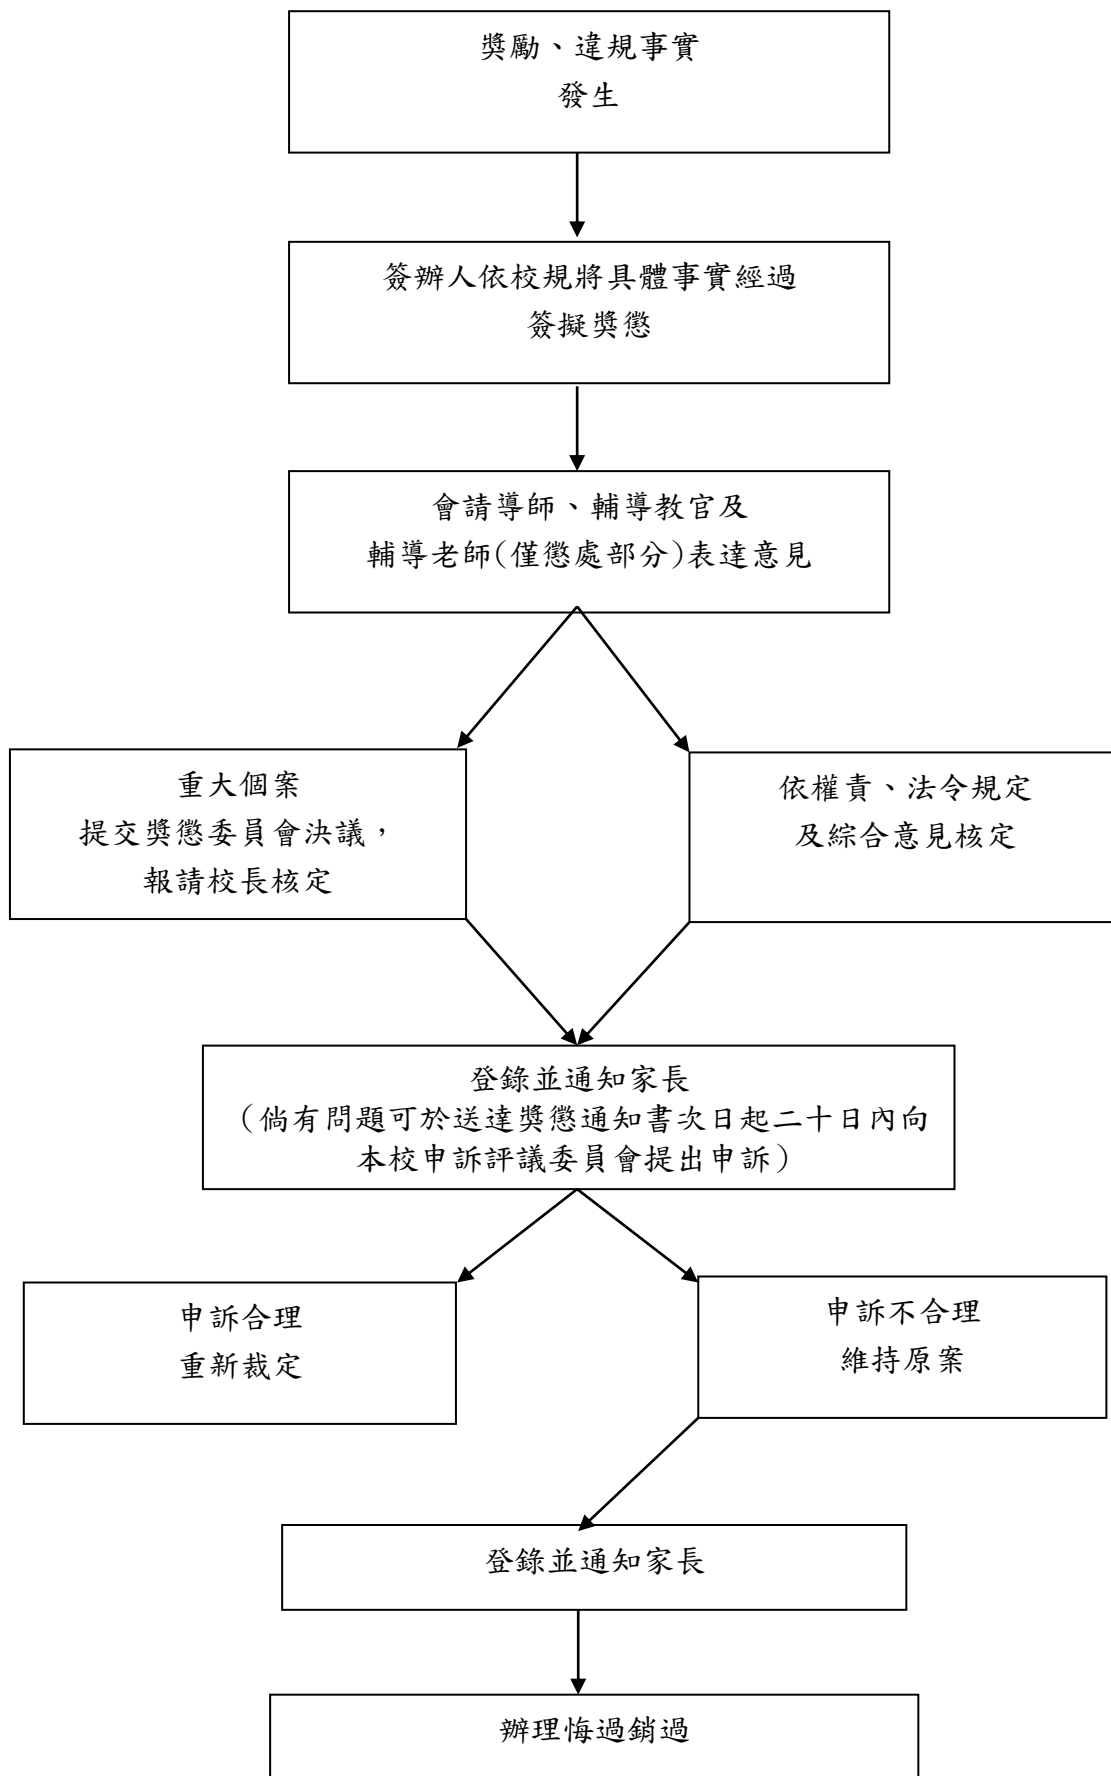 獎勵、違規事實
發生
簽辦人依校規將具體事實經過
簽擬獎懲
會請導師、輔導教官及
輔導老師(僅懲處部分)表達意見
重大個案
提交獎懲委員會決議，
報請校長核定
依權責、法令規定
及綜合意見核定
登錄並通知家長
(倘有問題可於送達獎懲通知書次日起二十日內向
本校申訴評議委員會提出申訴)
申訴合理
重新裁定
申訴不合理
維持原案
登錄並通知家長
辦理悔過銷過